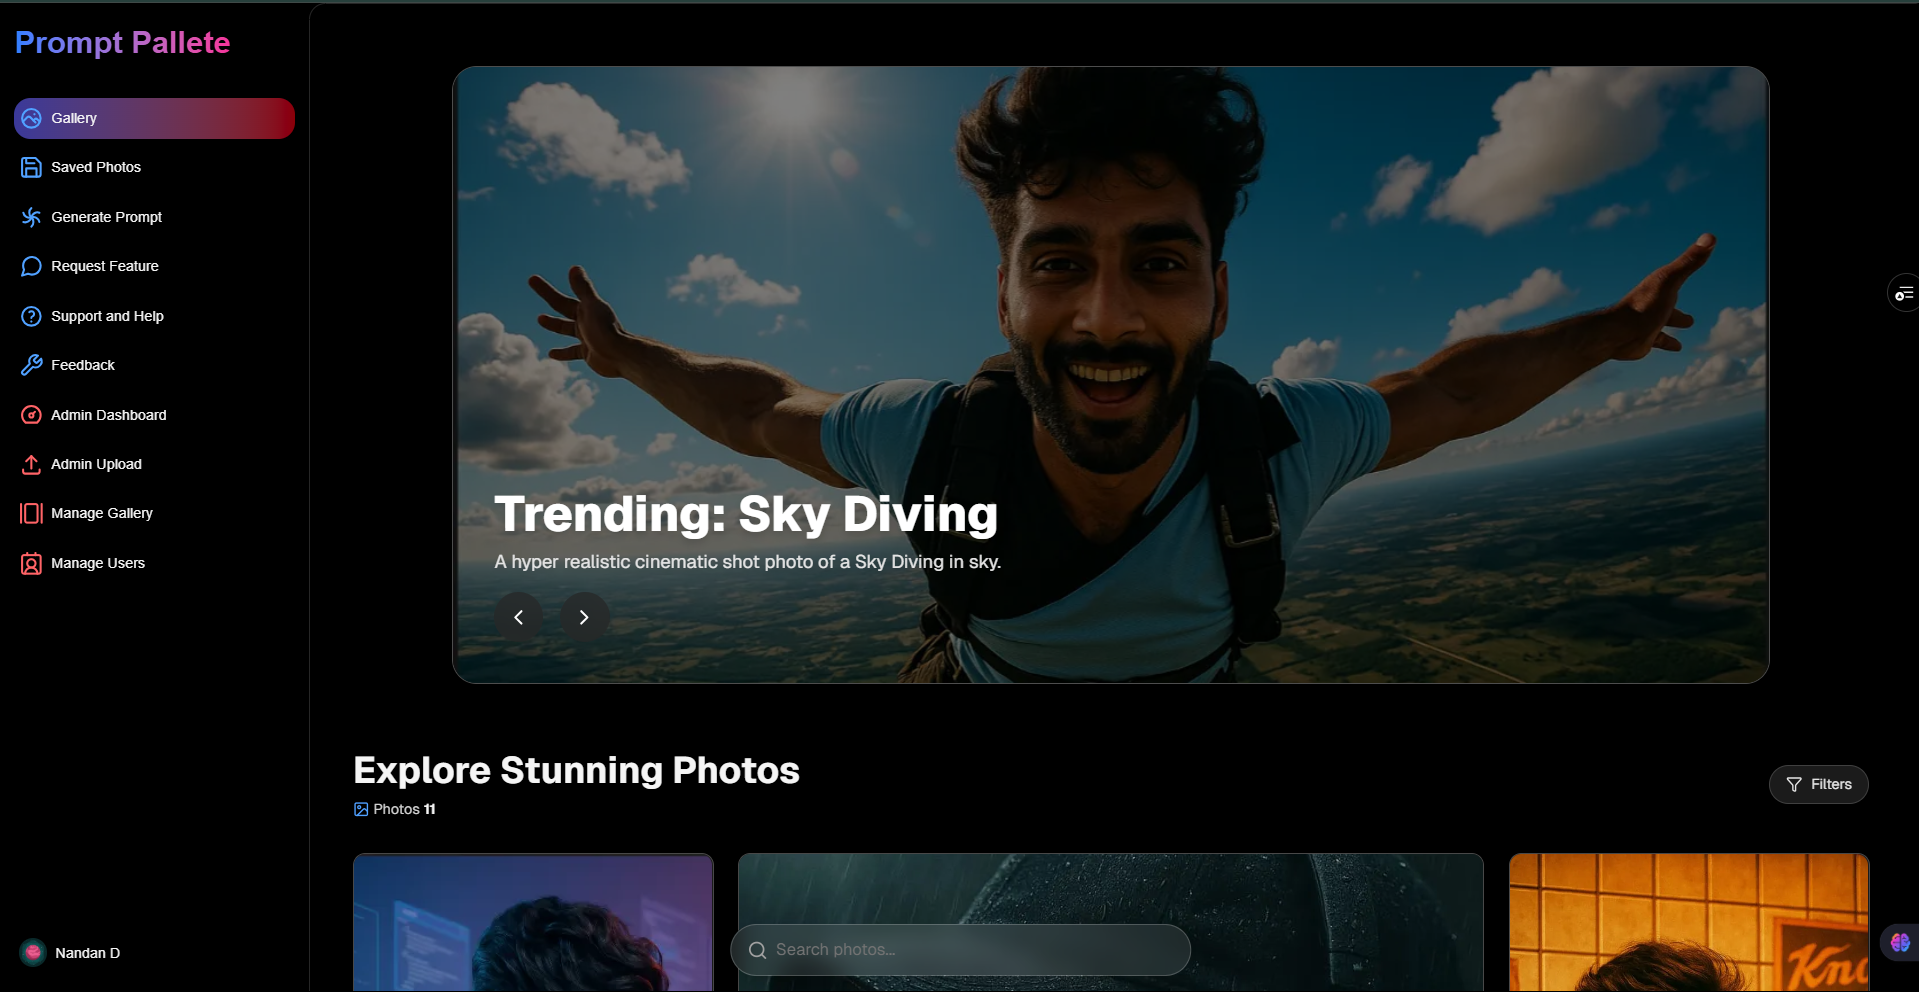 Prompt Pallete
Gallery
Saved Photos
Generate Prompt
Request Feature
Support and Help
Feedback
Admin Dashboard
Admin Upload
Manage Gallery
Manage Users
Nandan D
Trending: Sky Diving
A hyper realistic cinematic shot photo of a Sky Diving in sky.
Explore Stunning Photos
Photos 11
Filters
Search photos...